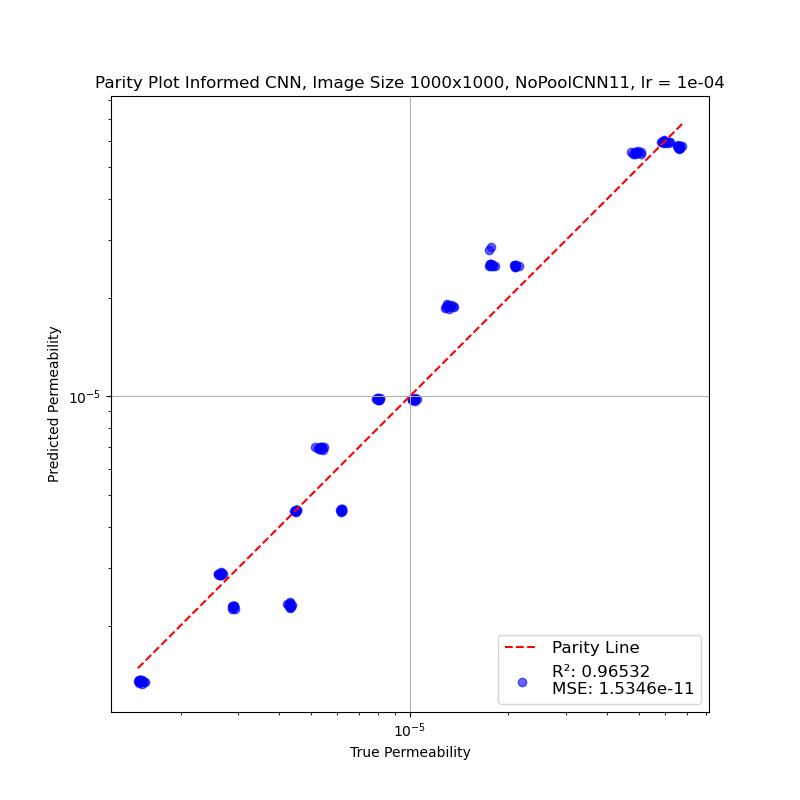 Parity Plot Informed CNN, Image Size 1000x1000, NoPoolCNN11, lr = 1e-04
Predicted Permeability
10⁻⁵
10⁻⁵
True Permeability
Parity Line
R²: 0.96532
MSE: 1.5346e-11